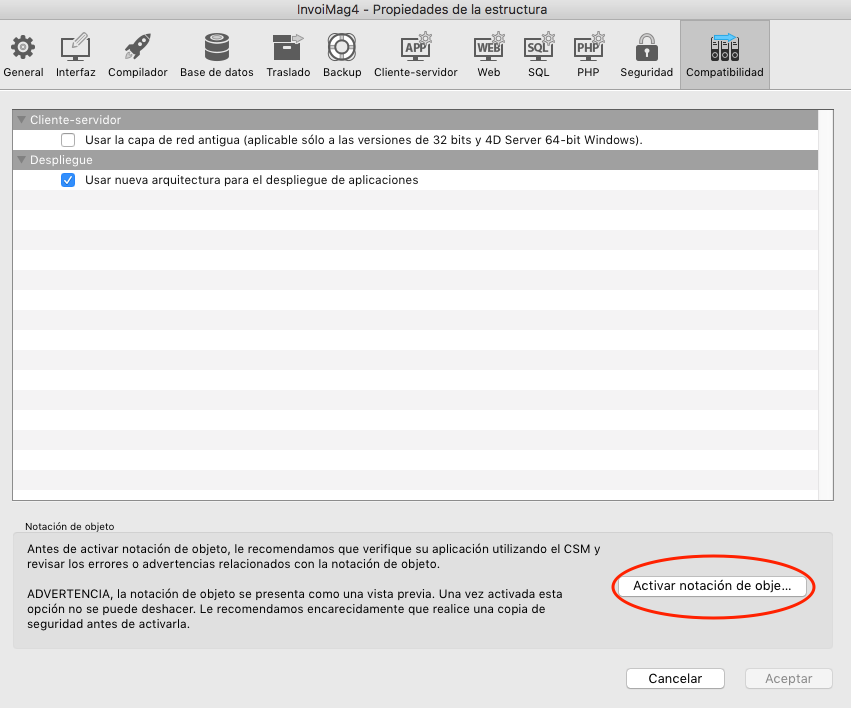 InvoiMag4 - Propiedades de la estructura
General
Interfaz
Compilador
Base de datos
Traslado
Backup
APP
Cliente-servidor
WEB
Web
SQL
SQL
PHP
PHP
Seguridad
Compatibilidad
Cliente-servidor
Usar la capa de red antigua (aplicable sólo a las versiones de 32 bits y 4D Server 64-bit Windows).
Despliegue
Usar nueva arquitectura para el despliegue de aplicaciones
Notación de objeto
Antes de activar notación de objeto, le recomendamos que verifique su aplicación utilizando el CSM y
revisar los errores o advertencias relacionados con la notación de objeto.
ADVERTENCIA, la notación de objeto se presenta como una vista previa. Una vez activada esta
opción no se puede deshacer. Le recomendamos encarecidamente que realice una copia de
seguridad antes de activarla.
Activar notación de obje...
Cancelar
Aceptar